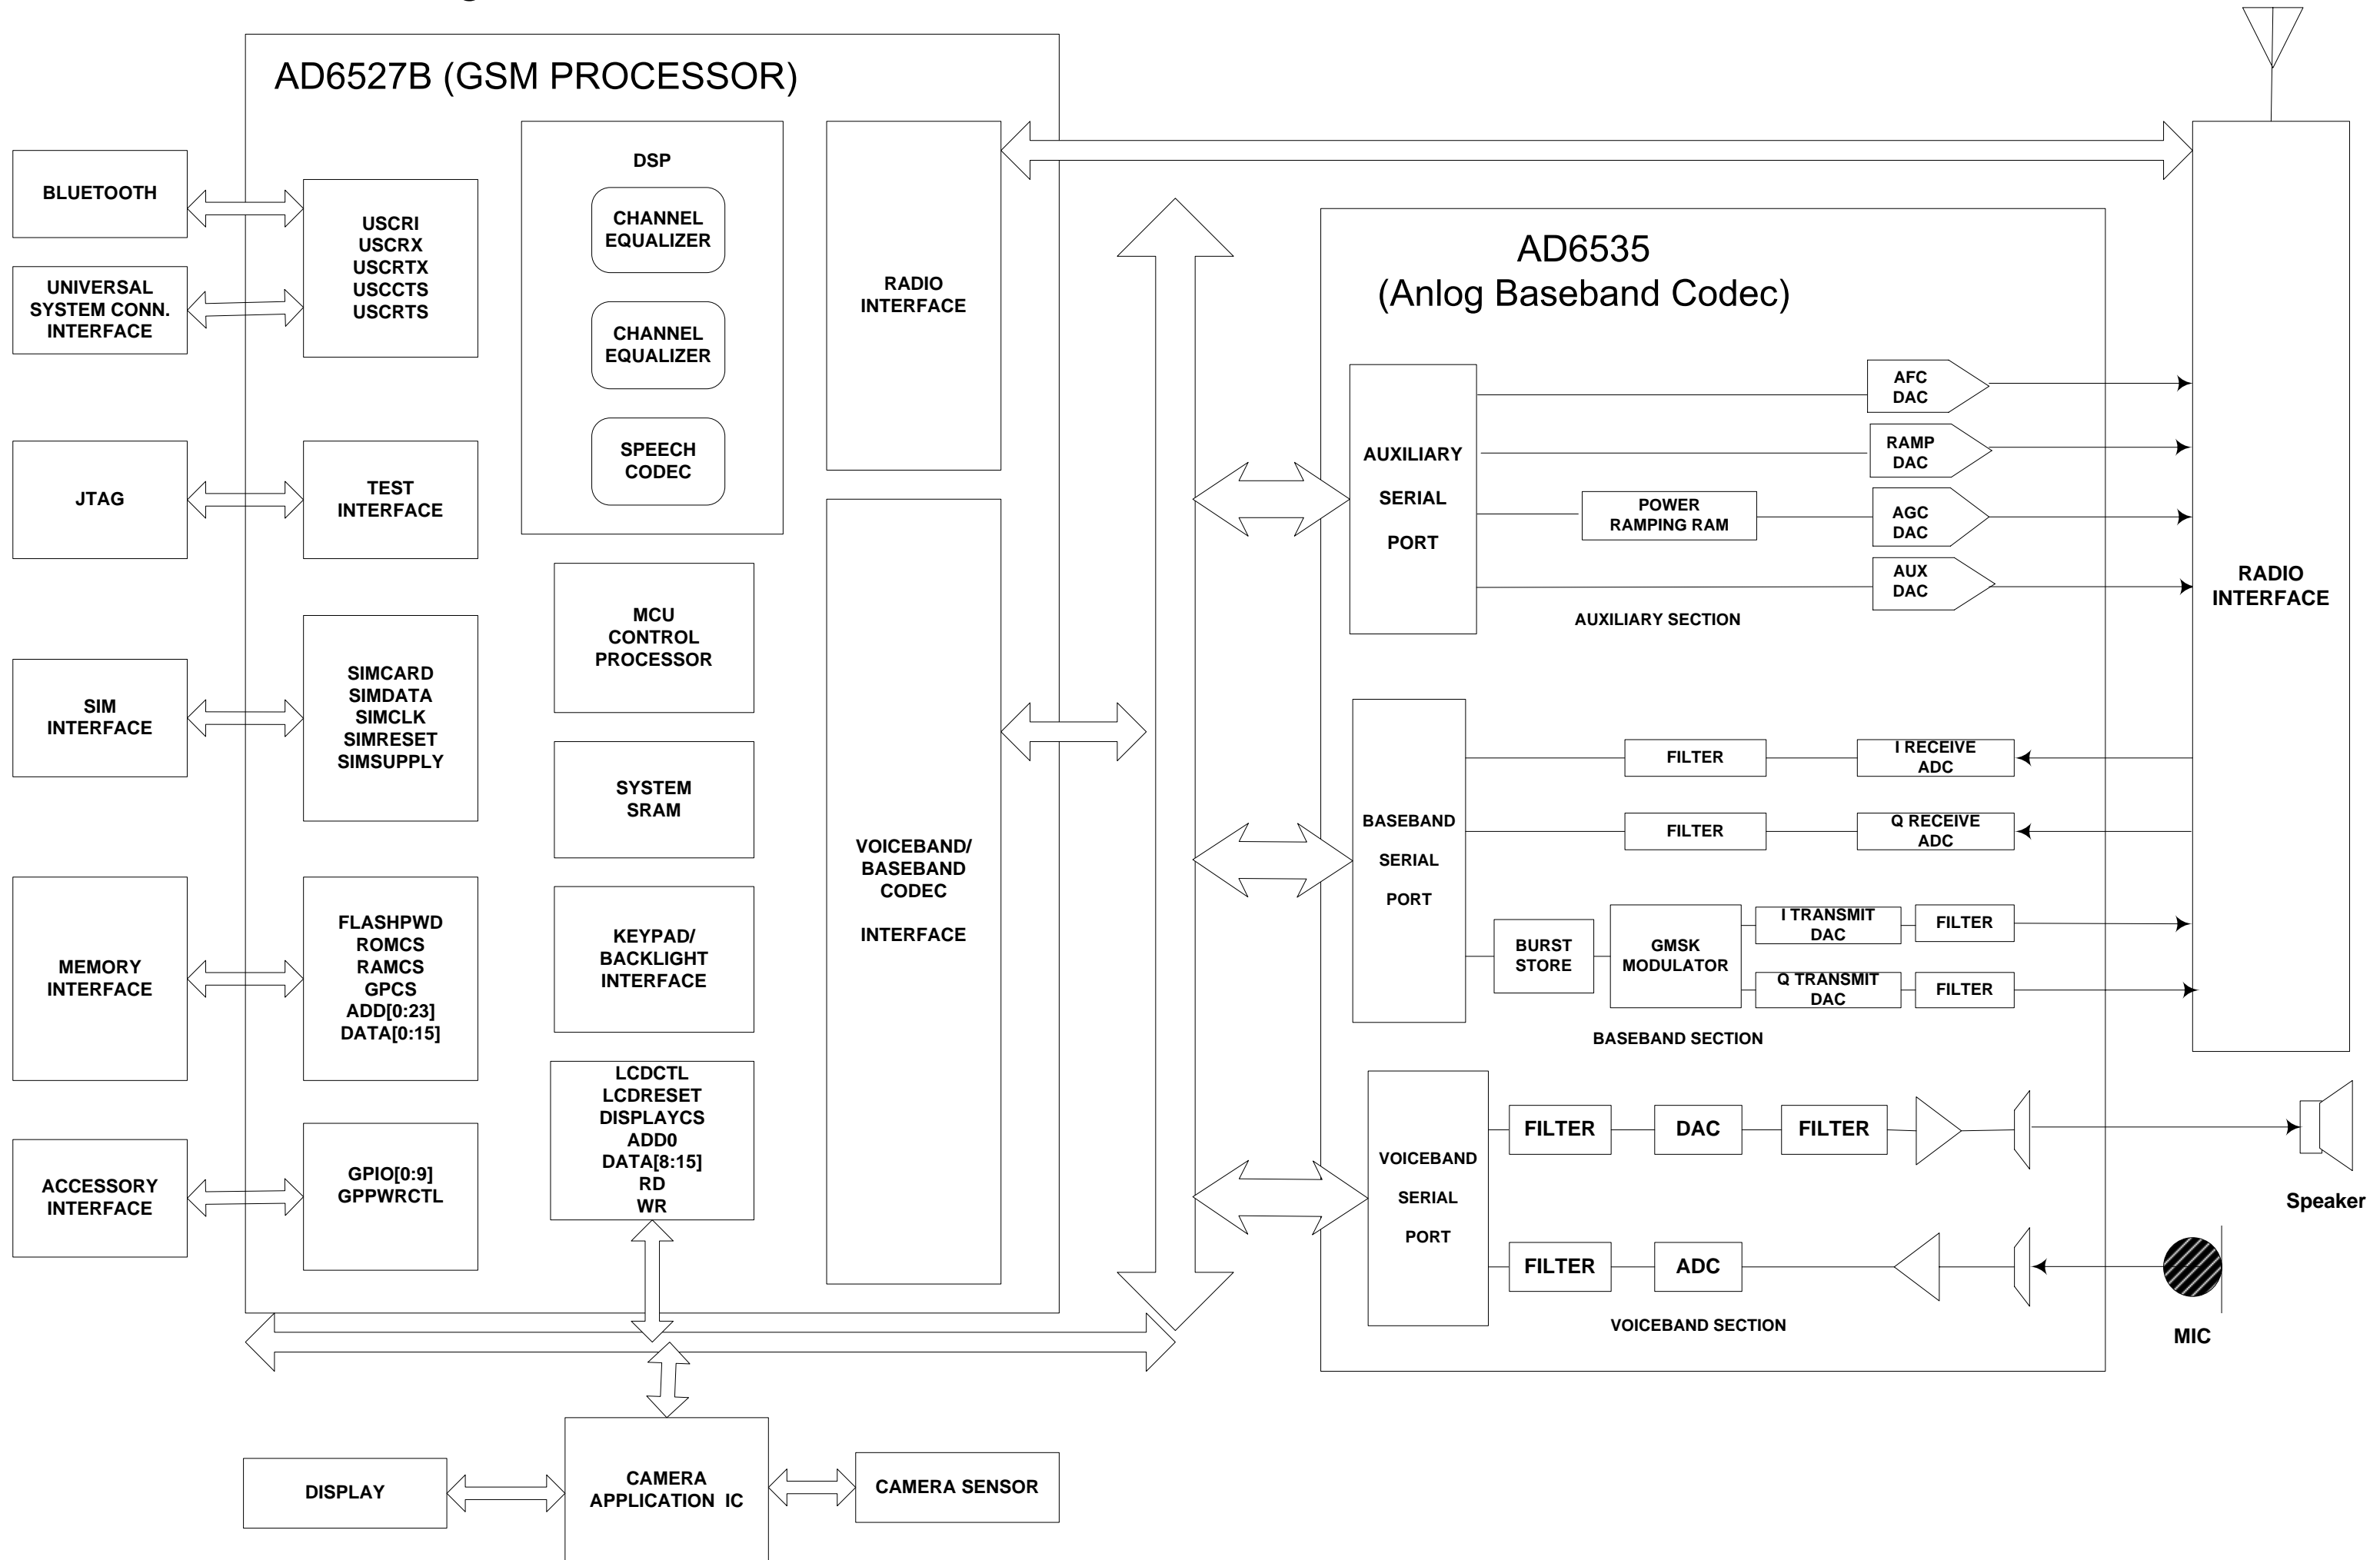 AD6527B (GSM PROCESSOR)
BLUETOOTH
UNIVERSAL
SYSTEM CONN.
INTERFACE
JTAG
SIM
INTERFACE
MEMORY
INTERFACE
ACCESSORY
INTERFACE
USCRI
USCRX
USCRTX
USCCTS
USCRTS
TEST
INTERFACE
SIMCARD
SIMDATA
SIMCLK
SIMRESET
SIMSUPPLY
FLASHPWD
ROMCS
RAMCS
GPCS
ADD[0:23]
DATA[0:15]
GPIO[0:9]
GPPWRCTL
DSP
CHANNEL
EQUALIZER
CHANNEL
EQUALIZER
SPEECH
CODEC
MCU
CONTROL
PROCESSOR
SYSTEM
SRAM
KEYPAD/
BACKLIGHT
INTERFACE
LCDCTL
LCDRESET
DISPLAYCS
ADD0
DATA[8:15]
RD
WR
RADIO
INTERFACE
VOICEBAND/
BASEBAND
CODEC
INTERFACE
DISPLAY
CAMERA
APPLICATION IC
CAMERA SENSOR
AD6535
(Anlog Baseband Codec)
AUXILIARY
SERIAL
PORT
AFC
DAC
RAMP
DAC
POWER
RAMPING RAM
AGC
DAC
AUX
DAC
AUXILIARY SECTION
BASEBAND
SERIAL
PORT
FILTER
I RECEIVE
ADC
FILTER
Q RECEIVE
ADC
BURST
STORE
GMSK
MODULATOR
I TRANSMIT
DAC
FILTER
Q TRANSMIT
DAC
FILTER
BASEBAND SECTION
VOICEBAND
SERIAL
PORT
FILTER
DAC
FILTER
FILTER
ADC
VOICEBAND SECTION
RADIO
INTERFACE
Speaker
MIC